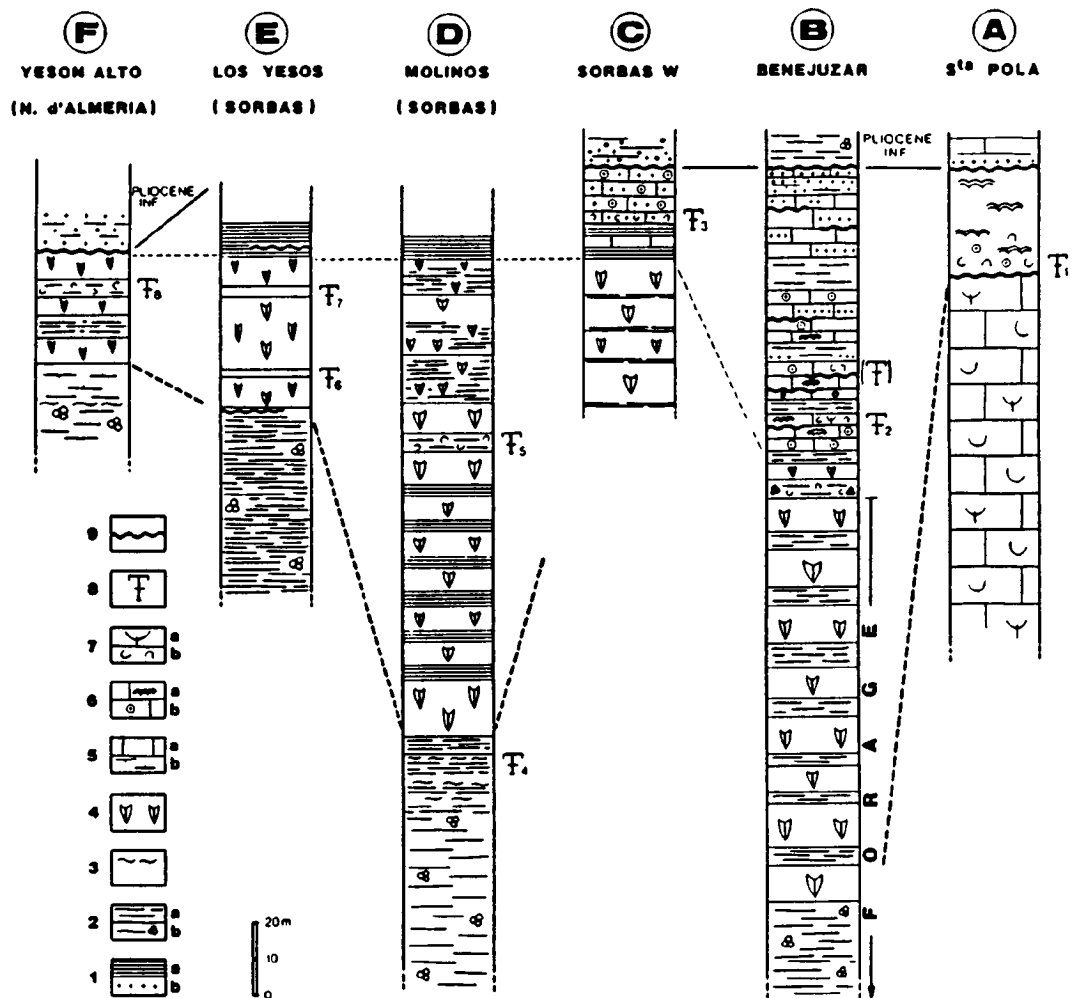 F E D C B A
YESON ALTO LOS YESOS MOLINOS SORBAS W BENEJUZAR Sta POLA
(N. d'ALMERIA) (SORBAS) (SORBAS)
PLIOCENE
INF
PLIOCENE
INF
F3
F1
F8
F7
F6
(F)
F2
F5
F4
FORAGE
9
8 F
7 a
b
6 a
b
5 a
b
4
3
2 a
b
1 a
b
20m
10
0